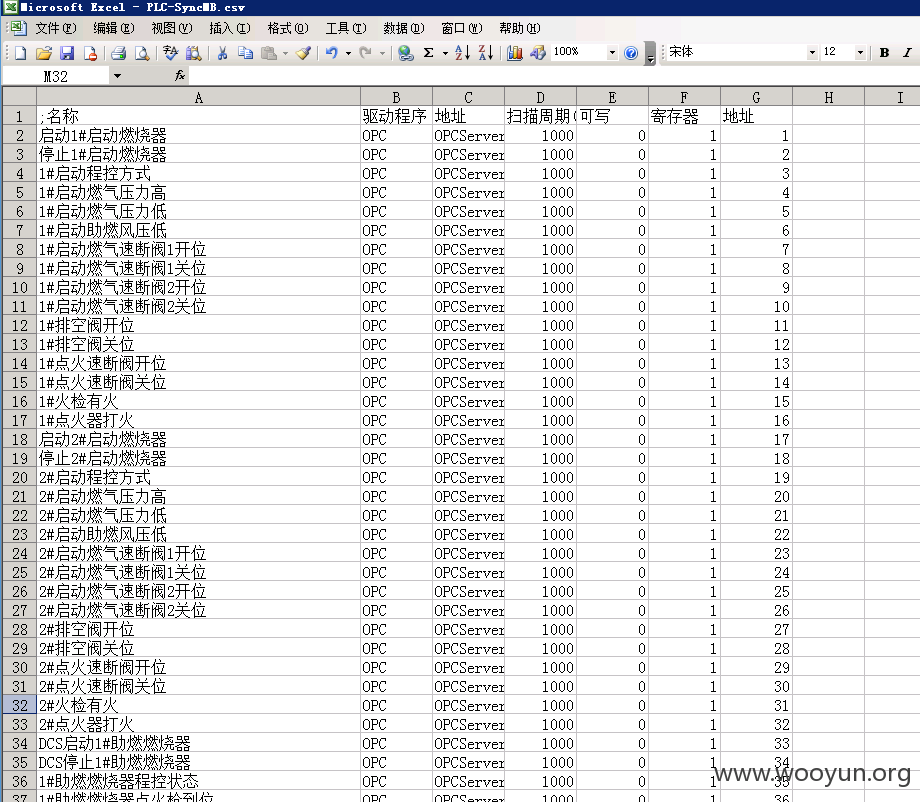 Microsoft Excel - PLC-SyncMB.csv
文件(F) 编辑(E) 视图(V) 插入(I) 格式(O) 工具(T) 数据(D) 窗口(W) 帮助(H)
100% 宋体 12 B I
M32 fx
A B C D E F G H I
1 ;名称 驱动程序 地址 扫描周期( 可写 寄存器 地址
2 启动1#启动燃烧器 OPC OPCServer 1000 0 1 1
3 停止1#启动燃烧器 OPC OPCServer 1000 0 1 2
4 1#启动程控方式 OPC OPCServer 1000 0 1 3
5 1#启动燃气压力高 OPC OPCServer 1000 0 1 4
6 1#启动燃气压力低 OPC OPCServer 1000 0 1 5
7 1#启动助燃风压低 OPC OPCServer 1000 0 1 6
8 1#启动燃气速断阀1开位 OPC OPCServer 1000 0 1 7
9 1#启动燃气速断阀1关位 OPC OPCServer 1000 0 1 8
10 1#启动燃气速断阀2开位 OPC OPCServer 1000 0 1 9
11 1#启动燃气速断阀2关位 OPC OPCServer 1000 0 1 10
12 1#排空阀开位 OPC OPCServer 1000 0 1 11
13 1#排空阀关位 OPC OPCServer 1000 0 1 12
14 1#点火速断阀开位 OPC OPCServer 1000 0 1 13
15 1#点火速断阀关位 OPC OPCServer 1000 0 1 14
16 1#火检有火 OPC OPCServer 1000 0 1 15
17 1#点火器打火 OPC OPCServer 1000 0 1 16
18 启动2#启动燃烧器 OPC OPCServer 1000 0 1 17
19 停止2#启动燃烧器 OPC OPCServer 1000 0 1 18
20 2#启动程控方式 OPC OPCServer 1000 0 1 19
21 2#启动燃气压力高 OPC OPCServer 1000 0 1 20
22 2#启动燃气压力低 OPC OPCServer 1000 0 1 21
23 2#启动助燃风压低 OPC OPCServer 1000 0 1 22
24 2#启动燃气速断阀1开位 OPC OPCServer 1000 0 1 23
25 2#启动燃气速断阀1关位 OPC OPCServer 1000 0 1 24
26 2#启动燃气速断阀2开位 OPC OPCServer 1000 0 1 25
27 2#启动燃气速断阀2关位 OPC OPCServer 1000 0 1 26
28 2#排空阀开位 OPC OPCServer 1000 0 1 27
29 2#排空阀关位 OPC OPCServer 1000 0 1 28
30 2#点火速断阀开位 OPC OPCServer 1000 0 1 29
31 2#点火速断阀关位 OPC OPCServer 1000 0 1 30
32 2#火检有火 OPC OPCServer 1000 0 1 31
33 2#点火器打火 OPC OPCServer 1000 0 1 32
34 DCS启动1#助燃燃烧器 OPC OPCServer 1000 0 1 33
35 DCS停止1#助燃燃烧器 OPC OPCServer 1000 0 1 34
www.wooyun.org
36 1#助燃燃烧器程控状态 OPC OPCServer 1000 0 1 35
37 1#助燃燃烧器点火枪到位 OPC OPCServer 1000 0 1 36